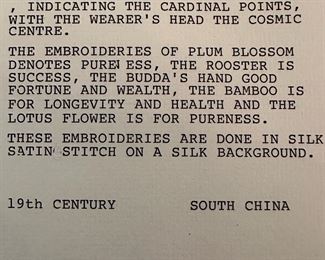 , INDICATING THE CARDINAL POINTS,
WITH THE WEARER'S HEAD THE COSMIC
CENTRE.
THE EMBROIDERIES OF PLUM BLOSSOM
DENOTES PURENESS, THE ROOSTER IS
SUCCESS, THE BUDDA'S HAND GOOD
FORTUNE AND WEALTH, THE BAMBOO IS
FOR LONGEVITY AND HEALTH AND THE
LOTUS FLOWER IS FOR PURENESS.
THESE EMBROIDERIES ARE DONE IN SILK
SATIN STITCH ON A SILK BACKGROUND.
19th CENTURY SOUTH CHINA